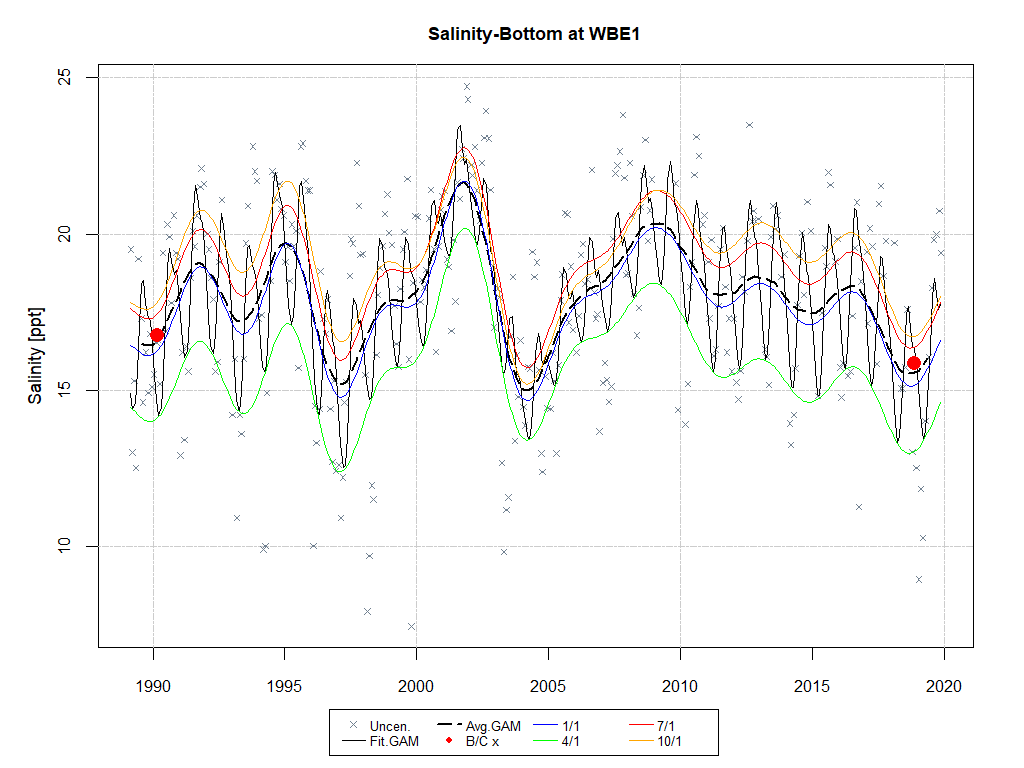 Salinity-Bottom at WBE1
25
20
15
10
Salinity [ppt]
1990 1995 2000 2005 2010 2015 2020
Uncen. Avg.GAM 1/1 7/1
Fit.GAM B/C x 4/1 10/1